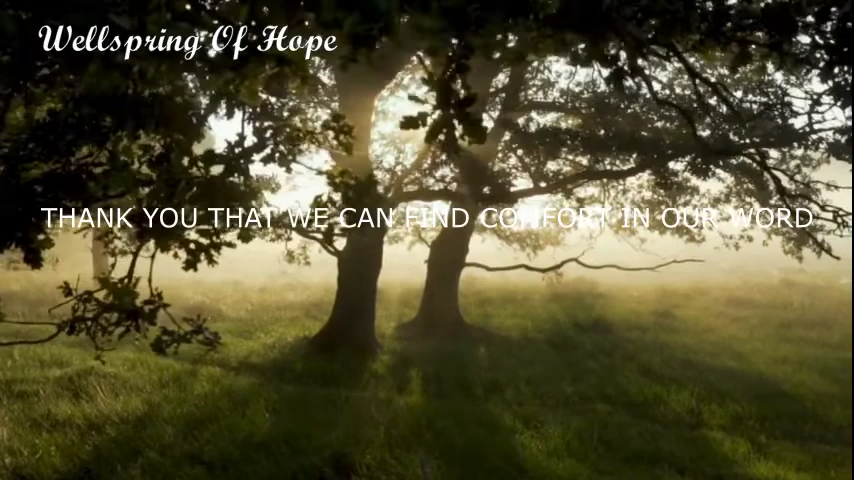 Wellspring Of Hope
THANK YOU THAT WE CAN FIND COMFORT IN OUR WORD